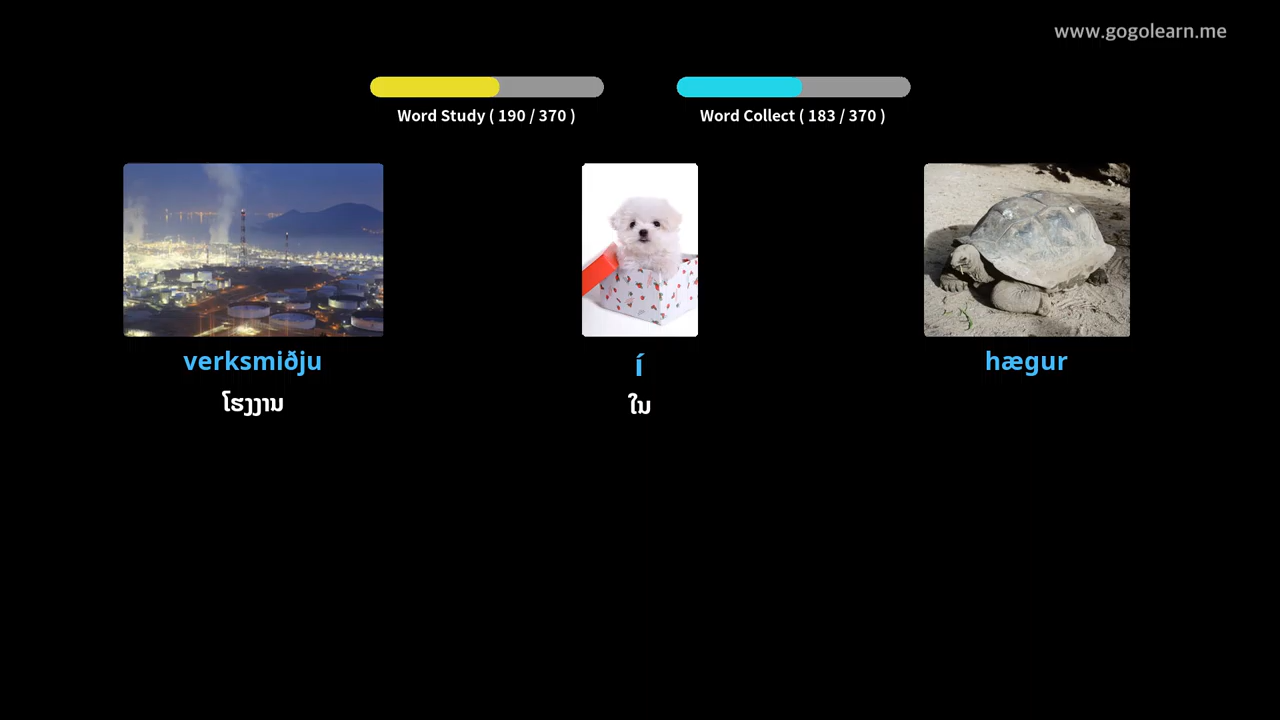 www.gogolearn.me
Word Study ( 190 / 370 )
Word Collect ( 183 / 370 )
verksmiðju
í
hægur
ໂຮງງານ
ໃນ